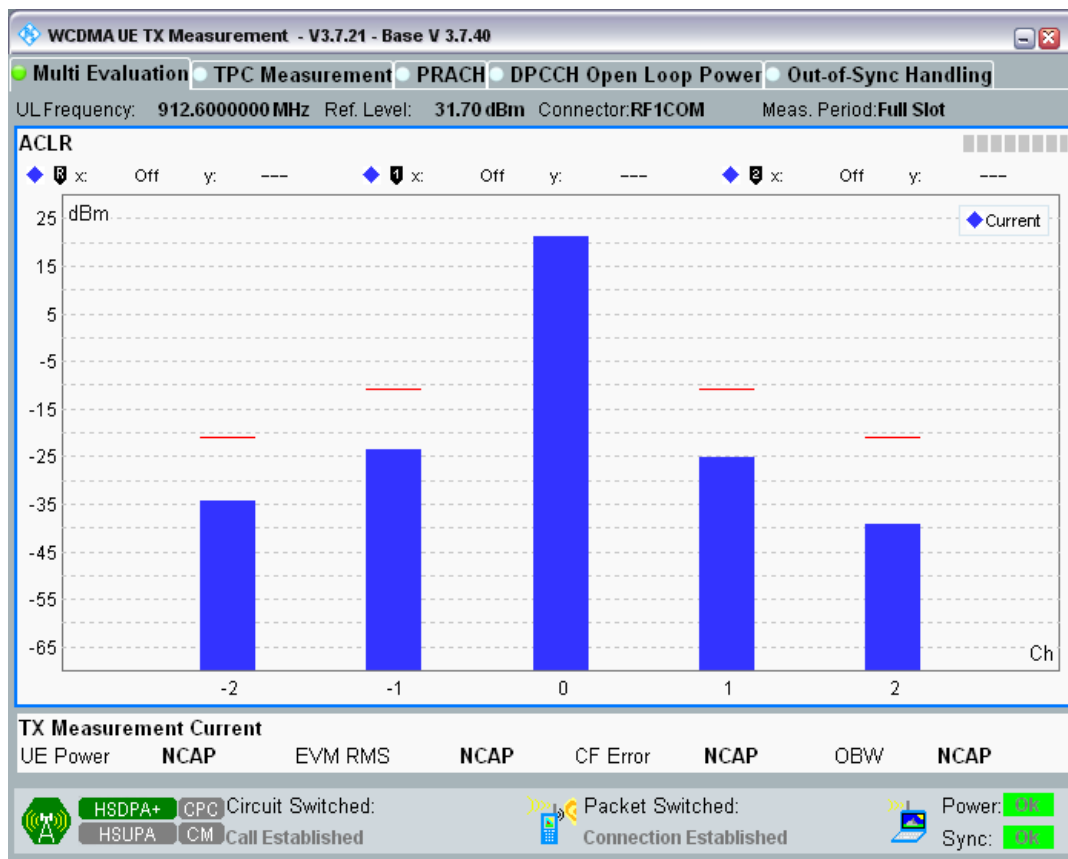 WCDMA UE TX Measurement - V3.7.21 - Base V 3.7.40
Multi Evaluation TPC Measurement PRACH DPCCH Open Loop Power Out-of-Sync Handling
UL Frequency: 912.6000000 MHz Ref. Level: 31.70 dBm Connector:RF1COM Meas. Period:Full Slot
ACLR
R x: Off y: --- 1 x: Off y: --- 2 x: Off y: ---
dBm
Current
25
15
5
-5
-15
-25
-35
-45
-55
-65
Ch
-2 -1 0 1 2
TX Measurement Current
UE Power NCAP EVM RMS NCAP CF Error NCAP OBW NCAP
HSDPA+ CPC Circuit Switched: Packet Switched: Power: OK
HSUPA CM Call Established Connection Established Sync: OK